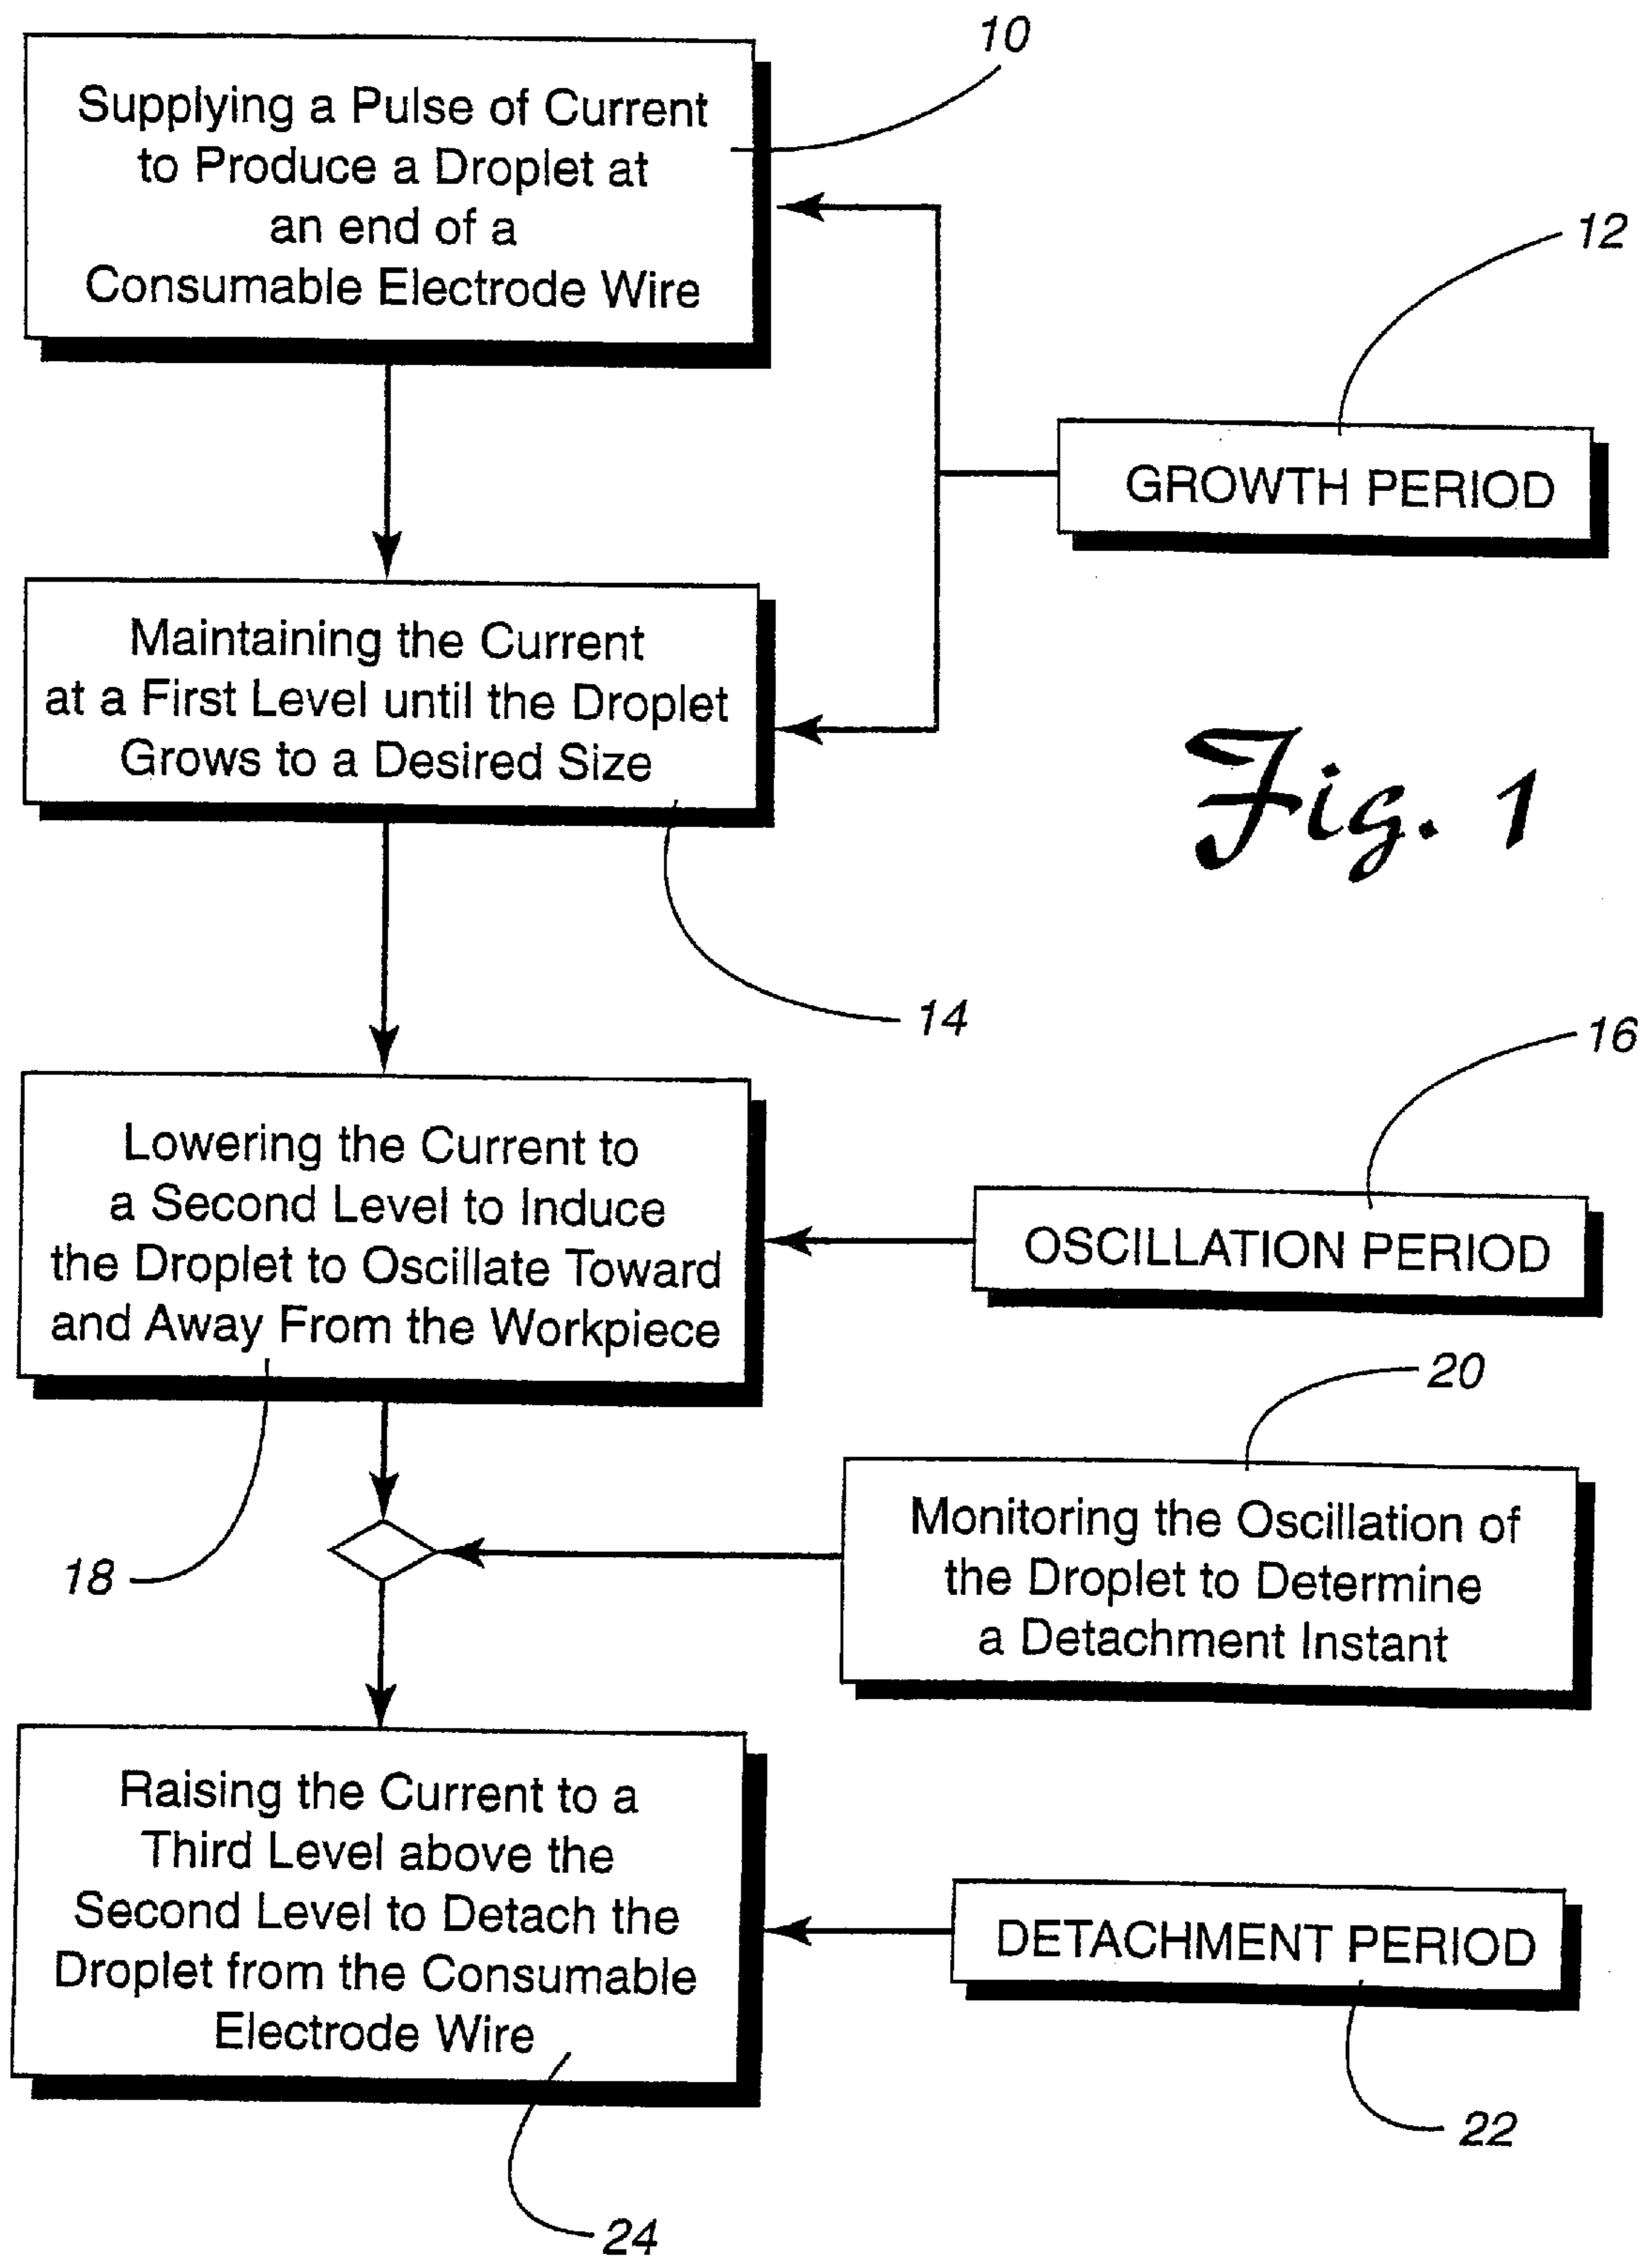 10
Supplying a Pulse of Current
to Produce a Droplet at
an end of a
Consumable Electrode Wire
12
GROWTH PERIOD
Maintaining the Current
at a First Level until the Droplet
Grows to a Desired Size
Fig. 1
14
16
Lowering the Current to
a Second Level to Induce
the Droplet to Oscillate Toward
and Away From the Workpiece
OSCILLATION PERIOD
20
Monitoring the Oscillation of
the Droplet to Determine
a Detachment Instant
18
Raising the Current to a
Third Level above the
Second Level to Detach the
Droplet from the Consumable
Electrode Wire
DETACHMENT PERIOD
22
24